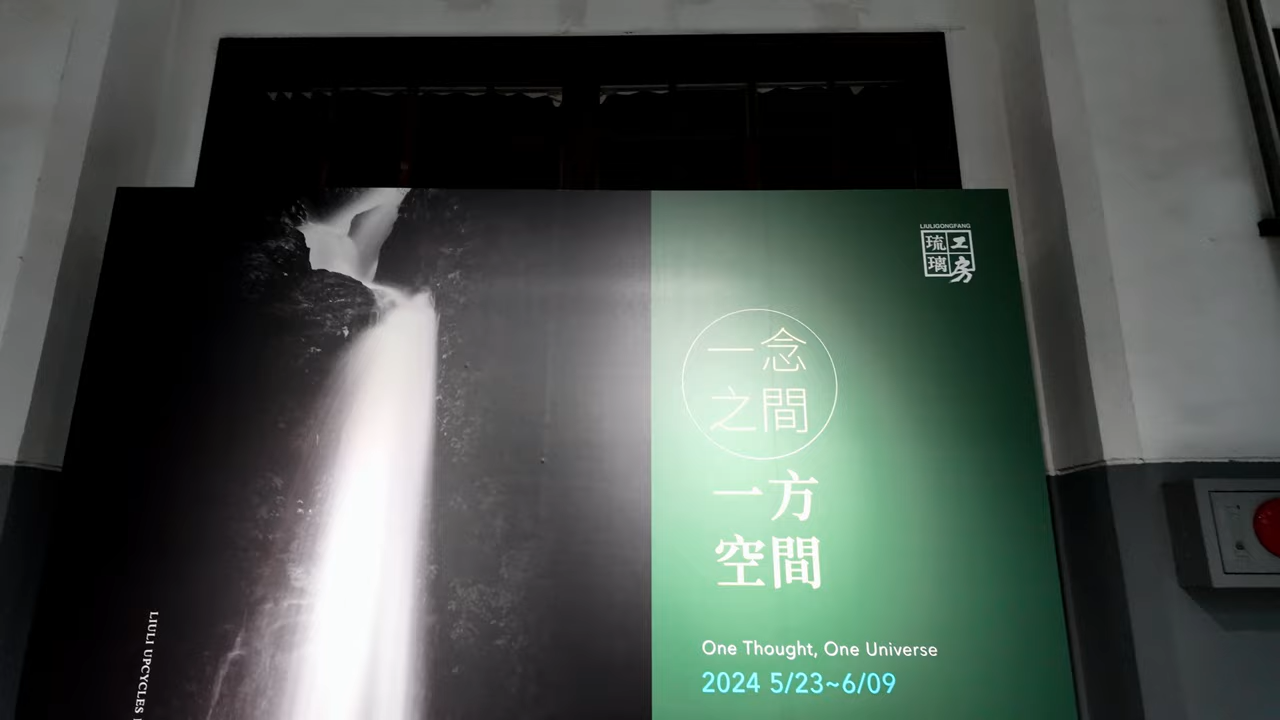 LIULIGONGFANG
琉璃工房
一念
之間
一方
空間
One Thought, One Universe
2024 5/23~6/09
LIULI UPCYCLES